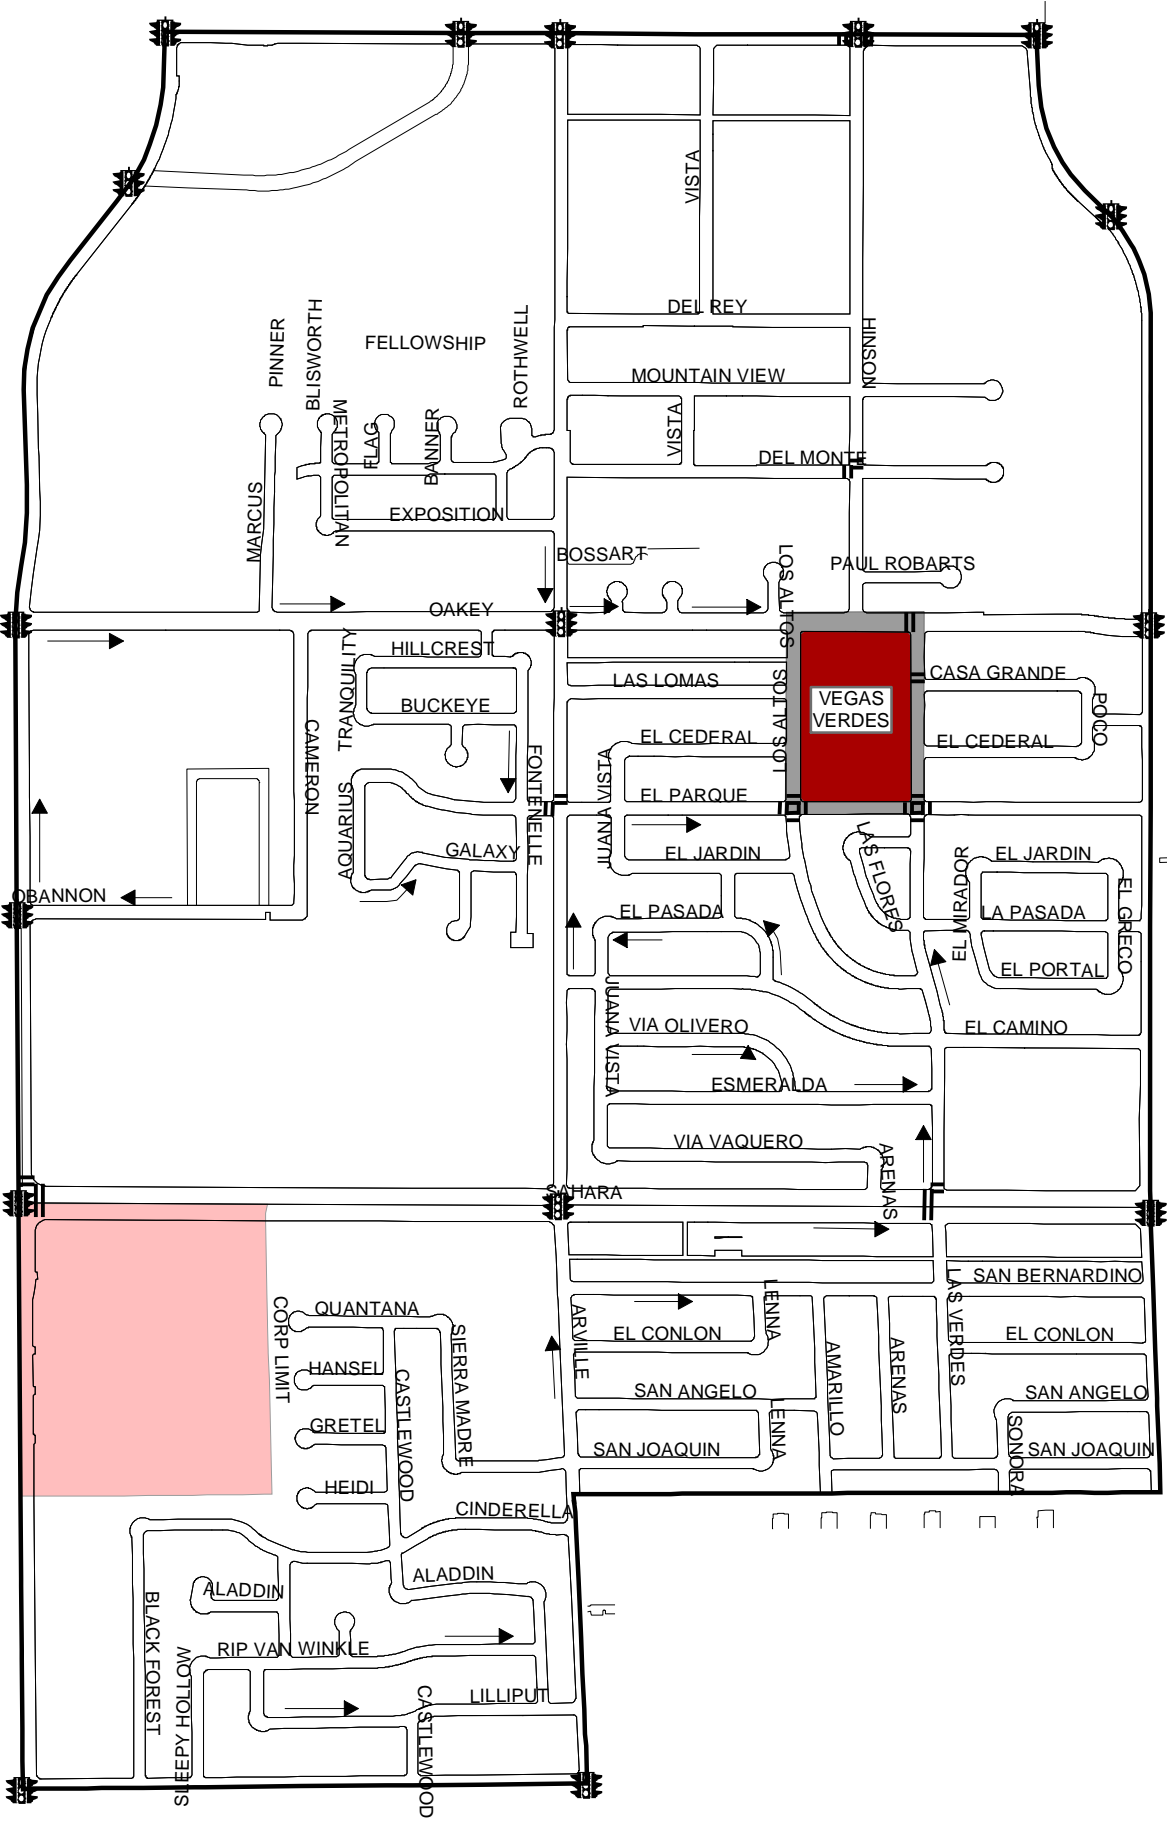 VISTA
DEL REY
HINSON
PINNER
BLISWORTH
FELLOWSHIP
ROTHWELL
MOUNTAIN VIEW
METROPOLITAN
FLAG
BANNER
VISTA
DEL MONTE
MARCUS
EXPOSITION
BOSSART
LOS ALTOS
PAUL ROBARTS
OAKEY
TRANQUILITY
HILLCREST
LAS LOMAS
LOS ALTOS
VEGAS
VERDES
CASA GRANDE
POCO
BUCKEYE
CAMERON
FONTENELLE
JUANA VISTA
EL CEDERAL
EL CEDERAL
AQUARIUS
EL PARQUE
GALAXY
EL JARDIN
LAS FLORES
EL MIRADOR
EL JARDIN
OBANNON
EL PASADA
LA PASADA
EL GRECO
EL PORTAL
JUANA VISTA
VIA OLIVERO
EL CAMINO
ESMERALDA
VIA VAQUERO
ARENAS
SAHARA
SAN BERNARDINO
CORP LIMIT
QUANTANA
SIERRA MADRE
ARVILLE
EL CONLON
LENNA
LAS VERDES
EL CONLON
AMARILLO
ARENAS
HANSEL
CASTLEWOOD
SAN ANGELO
SAN ANGELO
GRETEL
SAN JOAQUIN
LENNA
SONORA
SAN JOAQUIN
HEIDI
CINDERELLA
ALADDIN
ALADDIN
BLACK FOREST
SLEEPY HOLLOW
RIP VAN WINKLE
LILLIPUT
CASTLEWOOD